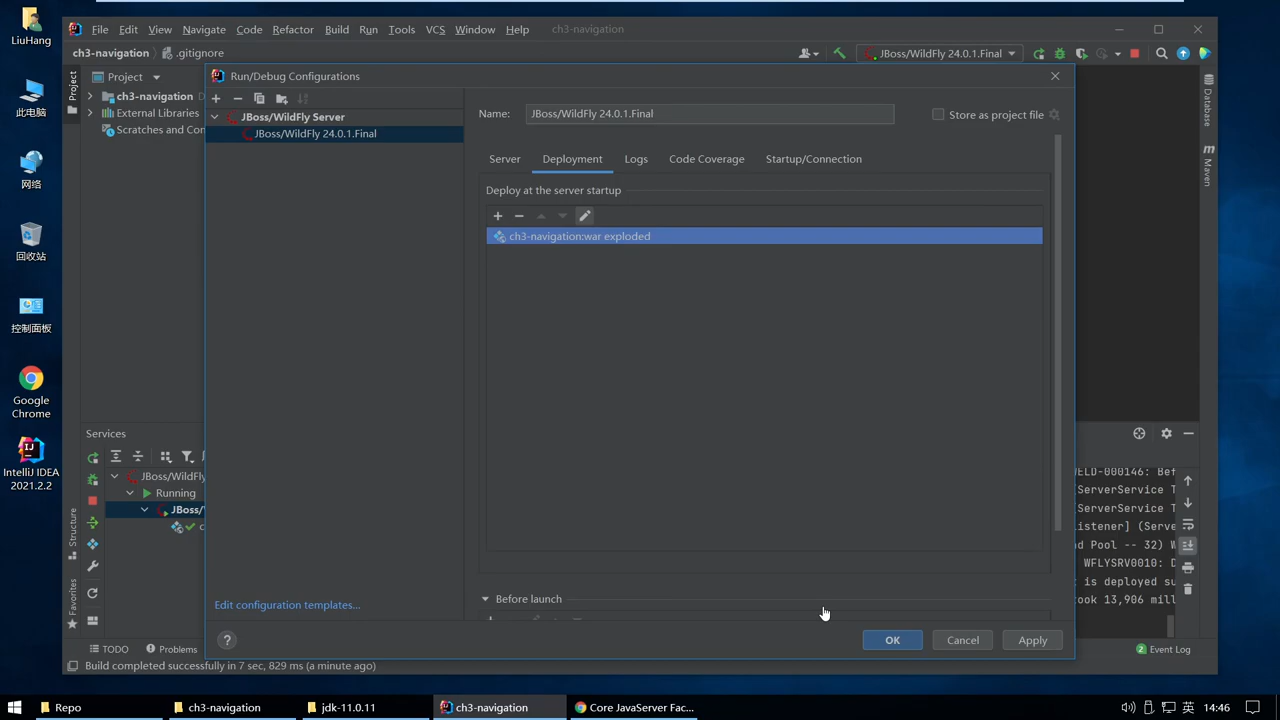 LiuHang
此电脑
网络
回收站
控制面板
Google
Chrome
IntelliJ IDEA
2021.2.2
File Edit View Navigate Code Refactor Build Run Tools VCS Window Help ch3-navigation
ch3-navigation .gitignore
JBoss/WildFly 24.0.1.Final
Project
Project
ch3-navigation
External Libraries
Scratches and Con
Database
Maven
Run/Debug Configurations
JBoss/WildFly Server
JBoss/WildFly 24.0.1.Final
Name: JBoss/WildFly 24.0.1.Final
Store as project file
Server Deployment Logs Code Coverage Startup/Connection
Deploy at the server startup
ch3-navigation:war exploded
Before launch
Edit configuration templates...
?
OK Cancel Apply
Services
JBoss/WildFly
Running
JBoss/
Structure
Favorites
ELD-000146: Bef
(ServerService T
(ServerService T
istener] (Serve
d Pool -- 32) W
WFLYSRV0010: D
t is deployed su
ook 13,906 mill
TODO Problems
2 Event Log
Build completed successfully in 7 sec, 829 ms (a minute ago)
Repo
ch3-navigation
jdk-11.0.11
ch3-navigation
Core JavaServer Fac...
英 14:46